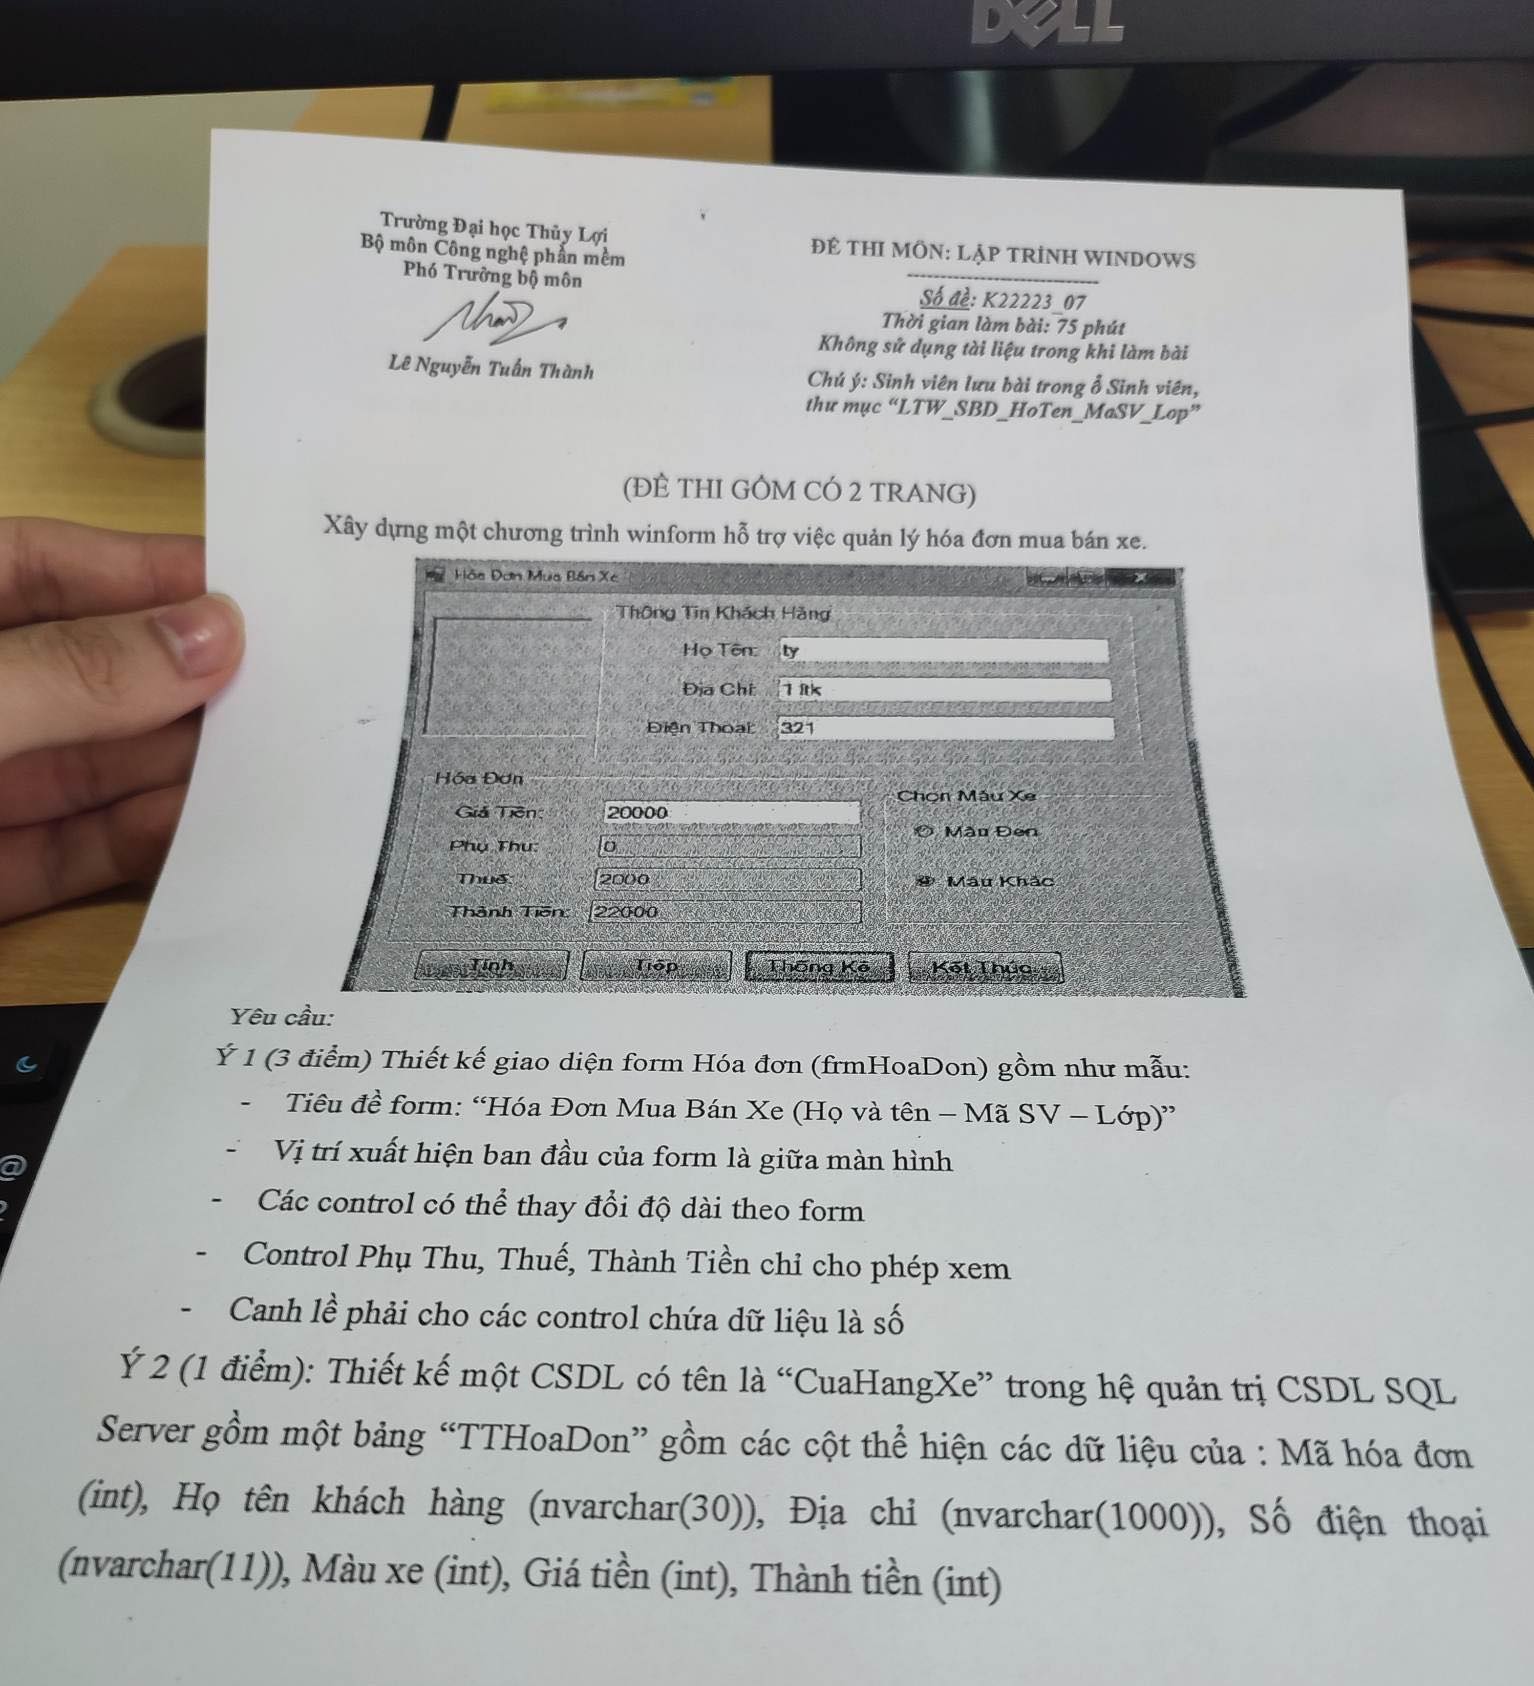 DELL
Trường Đại học Thủy Lợi
Bộ môn Công nghệ phần mềm
Phó Trưởng bộ môn
Lê Nguyễn Tuấn Thành
ĐỀ THI MÔN: LẬP TRÌNH WINDOWS
Số đề: K22223_07
Thời gian làm bài: 75 phút
Không sử dụng tài liệu trong khi làm bài
Chú ý: Sinh viên lưu bài trong ổ Sinh viên,
thư mục “LTW_SBD_HoTen_MaSV_Lop”
(ĐỀ THI GỒM CÓ 2 TRANG)
Xây dựng một chương trình winform hỗ trợ việc quản lý hóa đơn mua bán xe.
Hóa Đơn Mua Bán Xe
Thông Tin Khách Hàng
Họ Tên: ty
Địa Chỉ: 1 ltk
Điện Thoại: 321
Hóa Đơn
Giá Tiền: 20000
Phụ Thu: 0
Thuế: 2000
Thành Tiền: 22000
Chọn Màu Xe
Màu Đen
Màu Khác
Tính Tiếp Thống Kê Kết Thúc
Yêu cầu:
Ý 1 (3 điểm) Thiết kế giao diện form Hóa đơn (frmHoaDon) gồm như mẫu:
- Tiêu đề form: “Hóa Đơn Mua Bán Xe (Họ và tên – Mã SV – Lớp)”
- Vị trí xuất hiện ban đầu của form là giữa màn hình
- Các control có thể thay đổi độ dài theo form
- Control Phụ Thu, Thuế, Thành Tiền chỉ cho phép xem
- Canh lề phải cho các control chứa dữ liệu là số
Ý 2 (1 điểm): Thiết kế một CSDL có tên là “CuaHangXe” trong hệ quản trị CSDL SQL
Server gồm một bảng “TTHoaDon” gồm các cột thể hiện các dữ liệu của : Mã hóa đơn
(int), Họ tên khách hàng (nvarchar(30)), Địa chỉ (nvarchar(1000)), Số điện thoại
(nvarchar(11)), Màu xe (int), Giá tiền (int), Thành tiền (int)
@